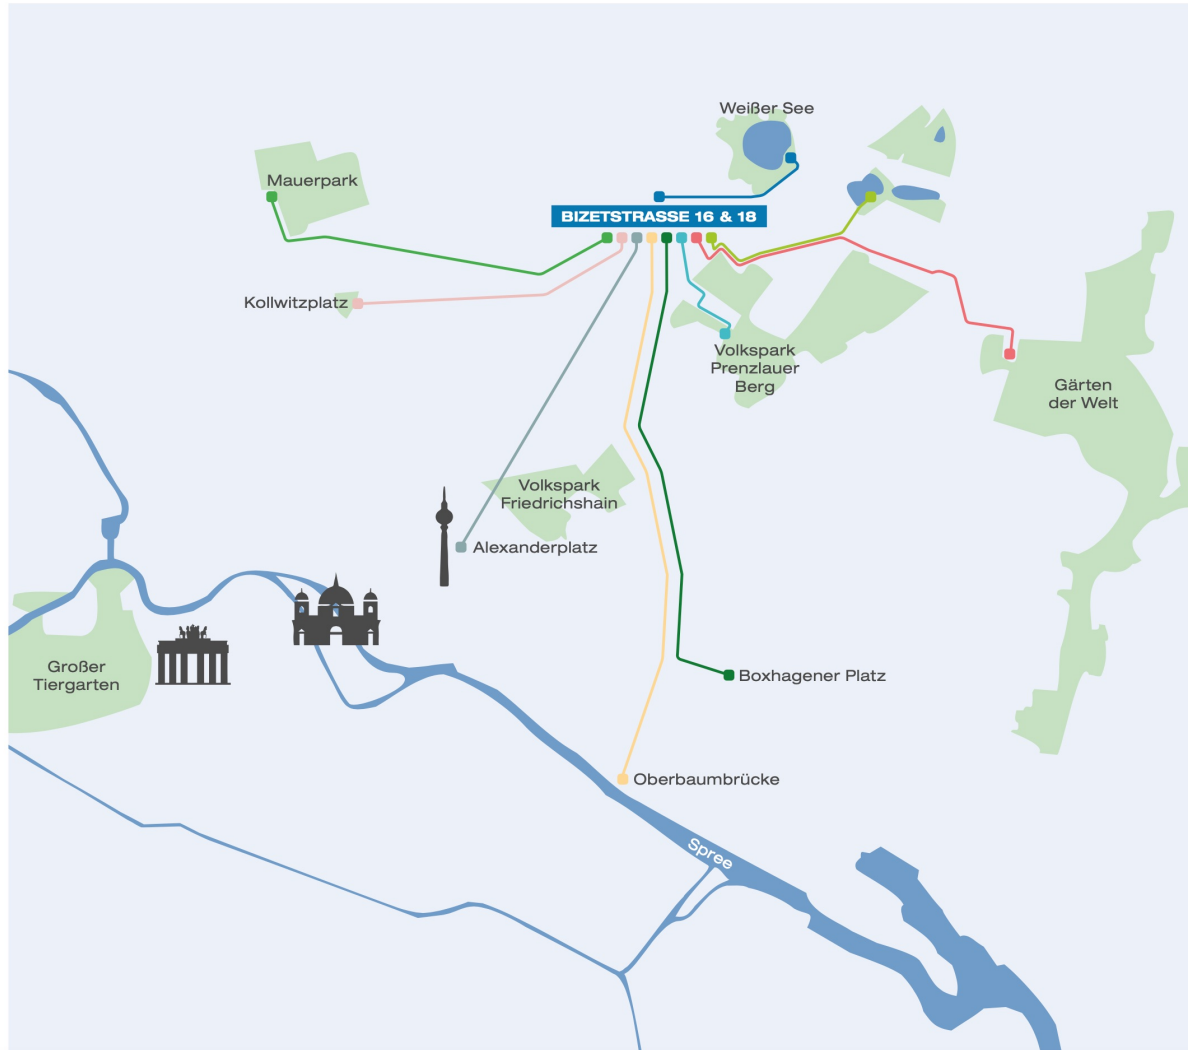 Weißer See
Mauerpark
BIZETSTRASSE 16 & 18
Kollwitzplatz
Volkspark
Prenzlauer
Berg
Gärten
der Welt
Volkspark
Friedrichshain
Alexanderplatz
Großer
Tiergarten
Boxhagener Platz
Oberbaumbrücke
Spree